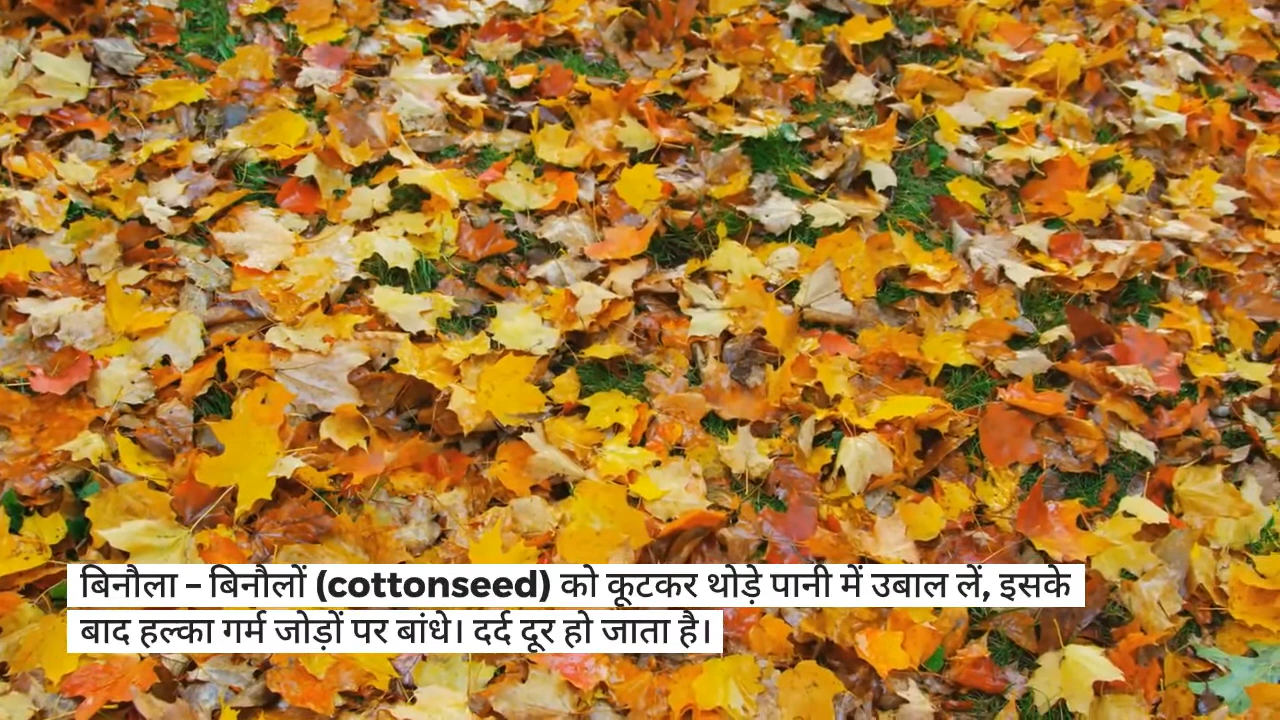 बिनौला – बिनौलों (cottonseed) को कूटकर थोड़े पानी में उबाल लें, इसके
बाद हल्का गर्म जोड़ों पर बांधे। दर्द दूर हो जाता है।